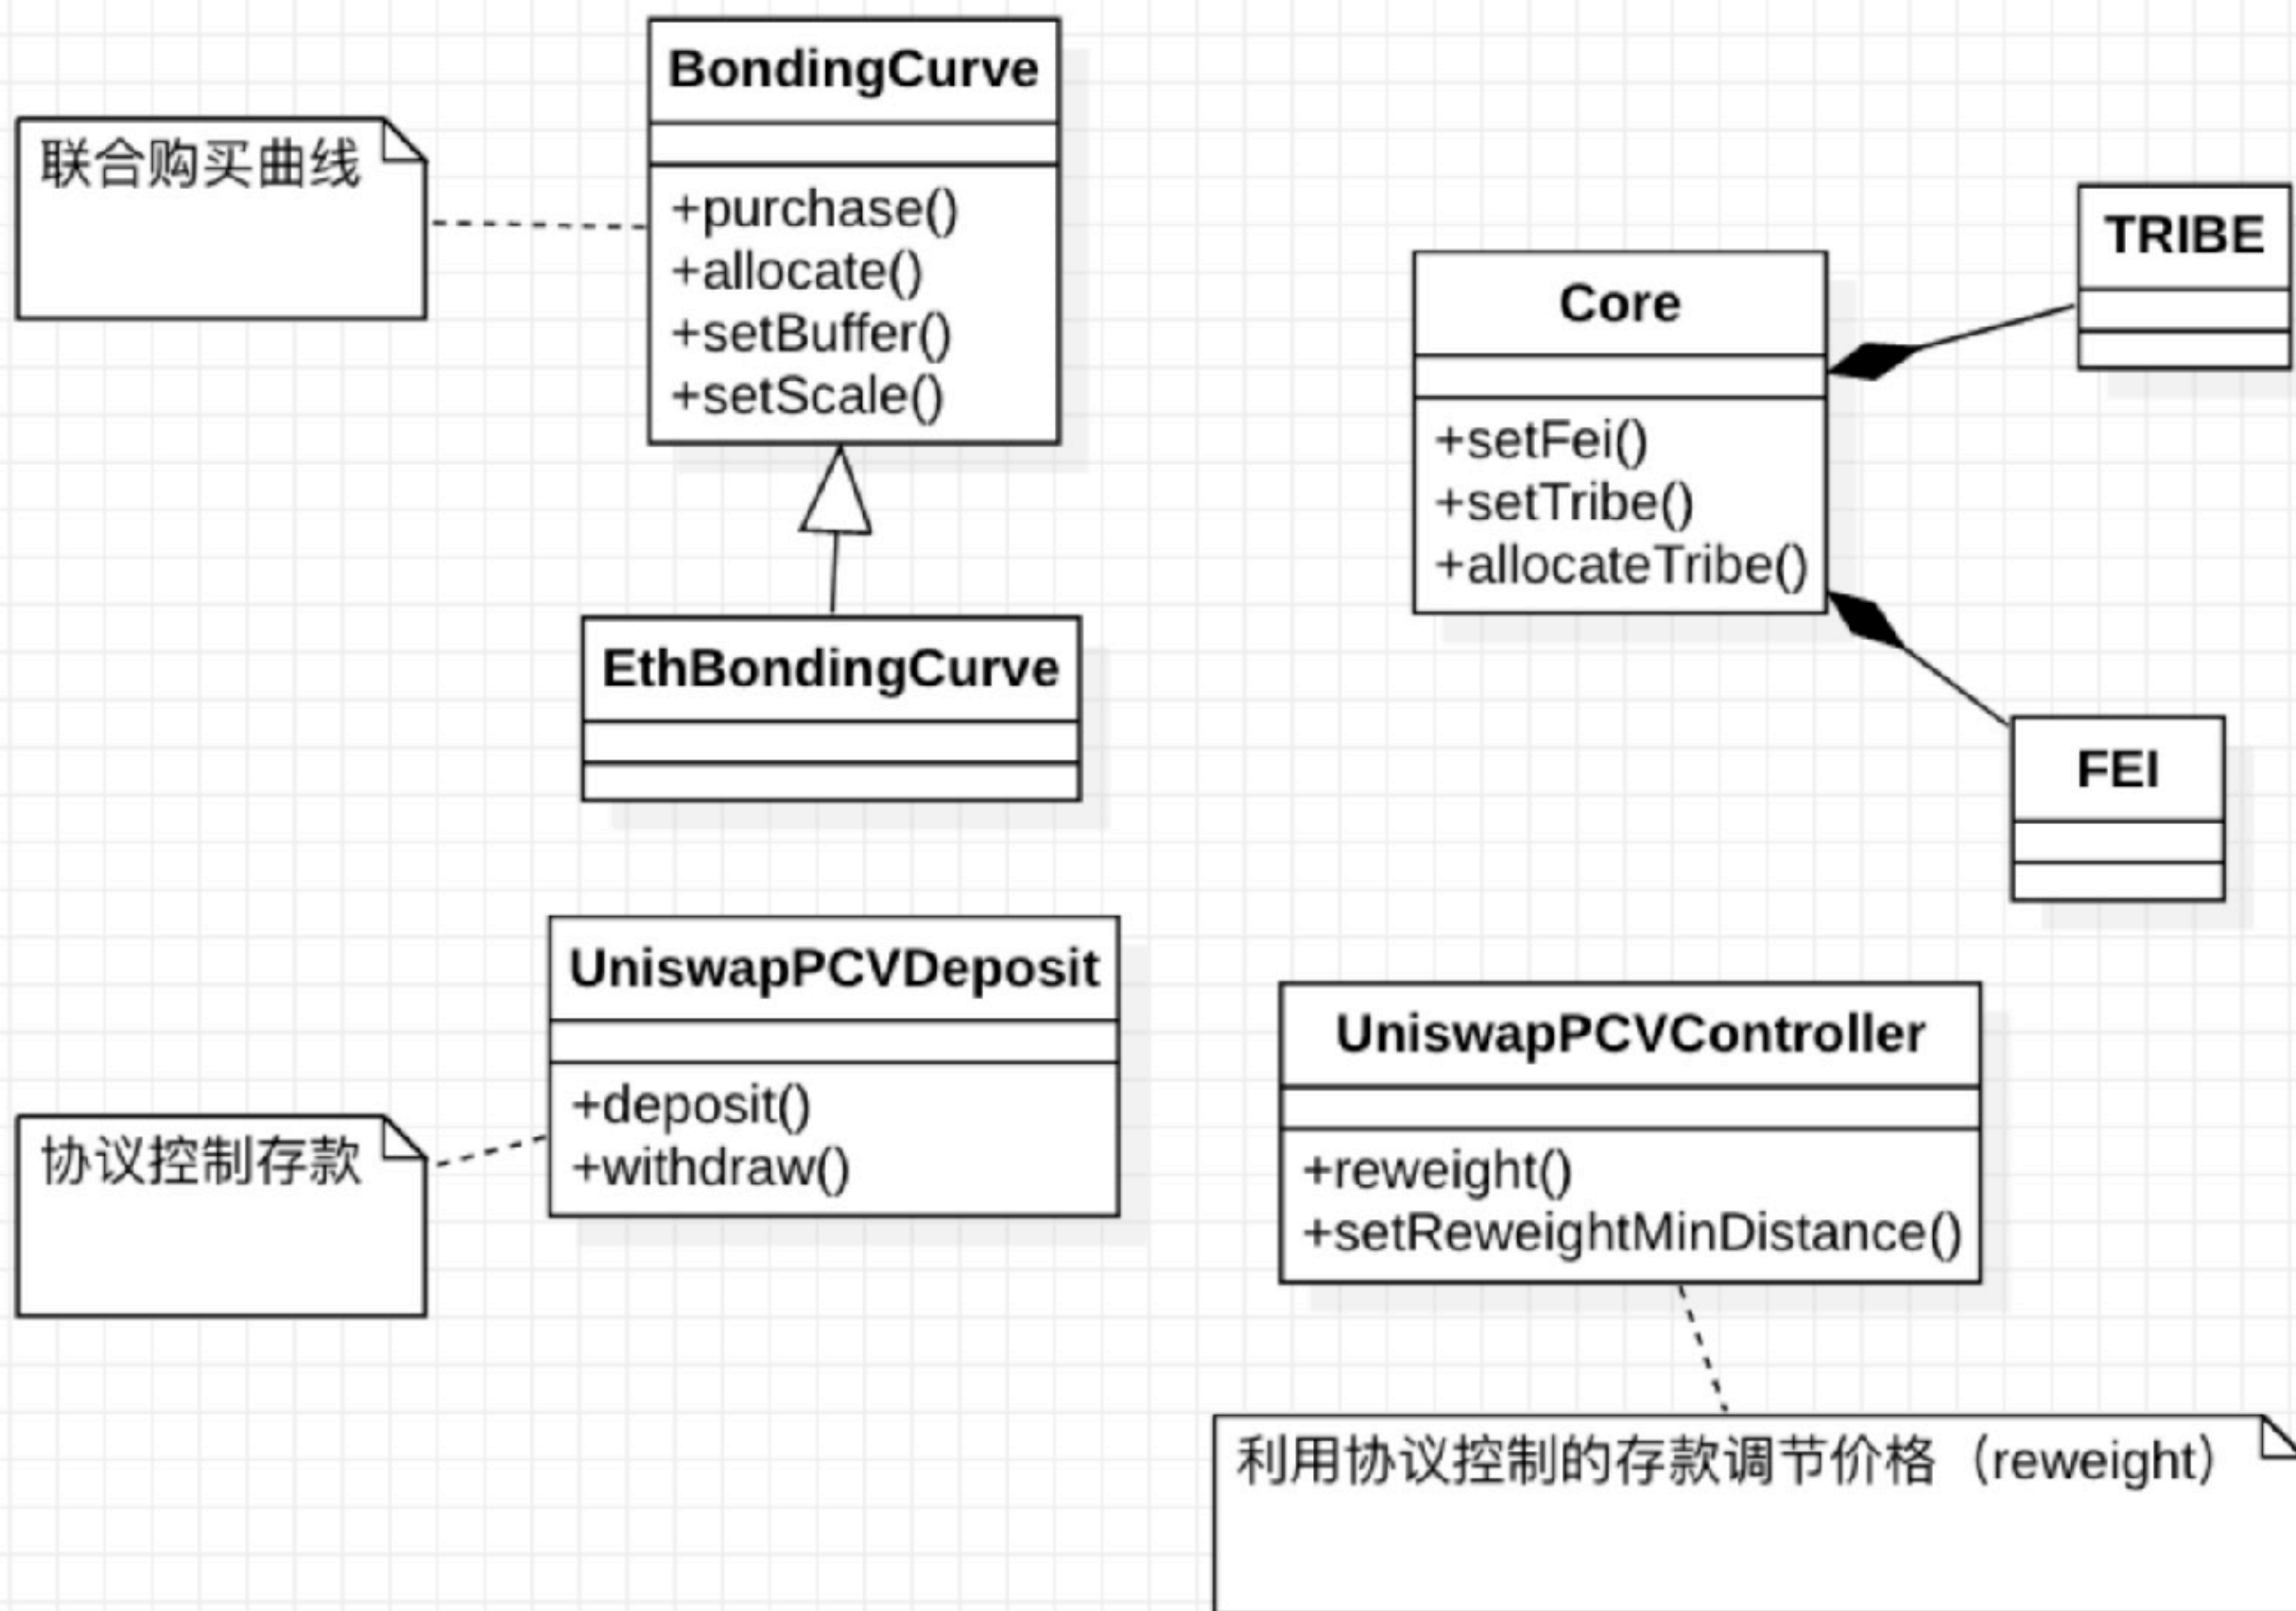 BondingCurve
联合购买曲线
+purchase()
+allocate()
+setBuffer()
+setScale()
TRIBE
Core
+setFei()
+setTribe()
+allocateTribe()
EthBondingCurve
FEI
UniswapPCVDeposit
+deposit()
+withdraw()
协议控制存款
UniswapPCVController
+reweight()
+setReweightMinDistance()
利用协议控制的存款调节价格（reweight）